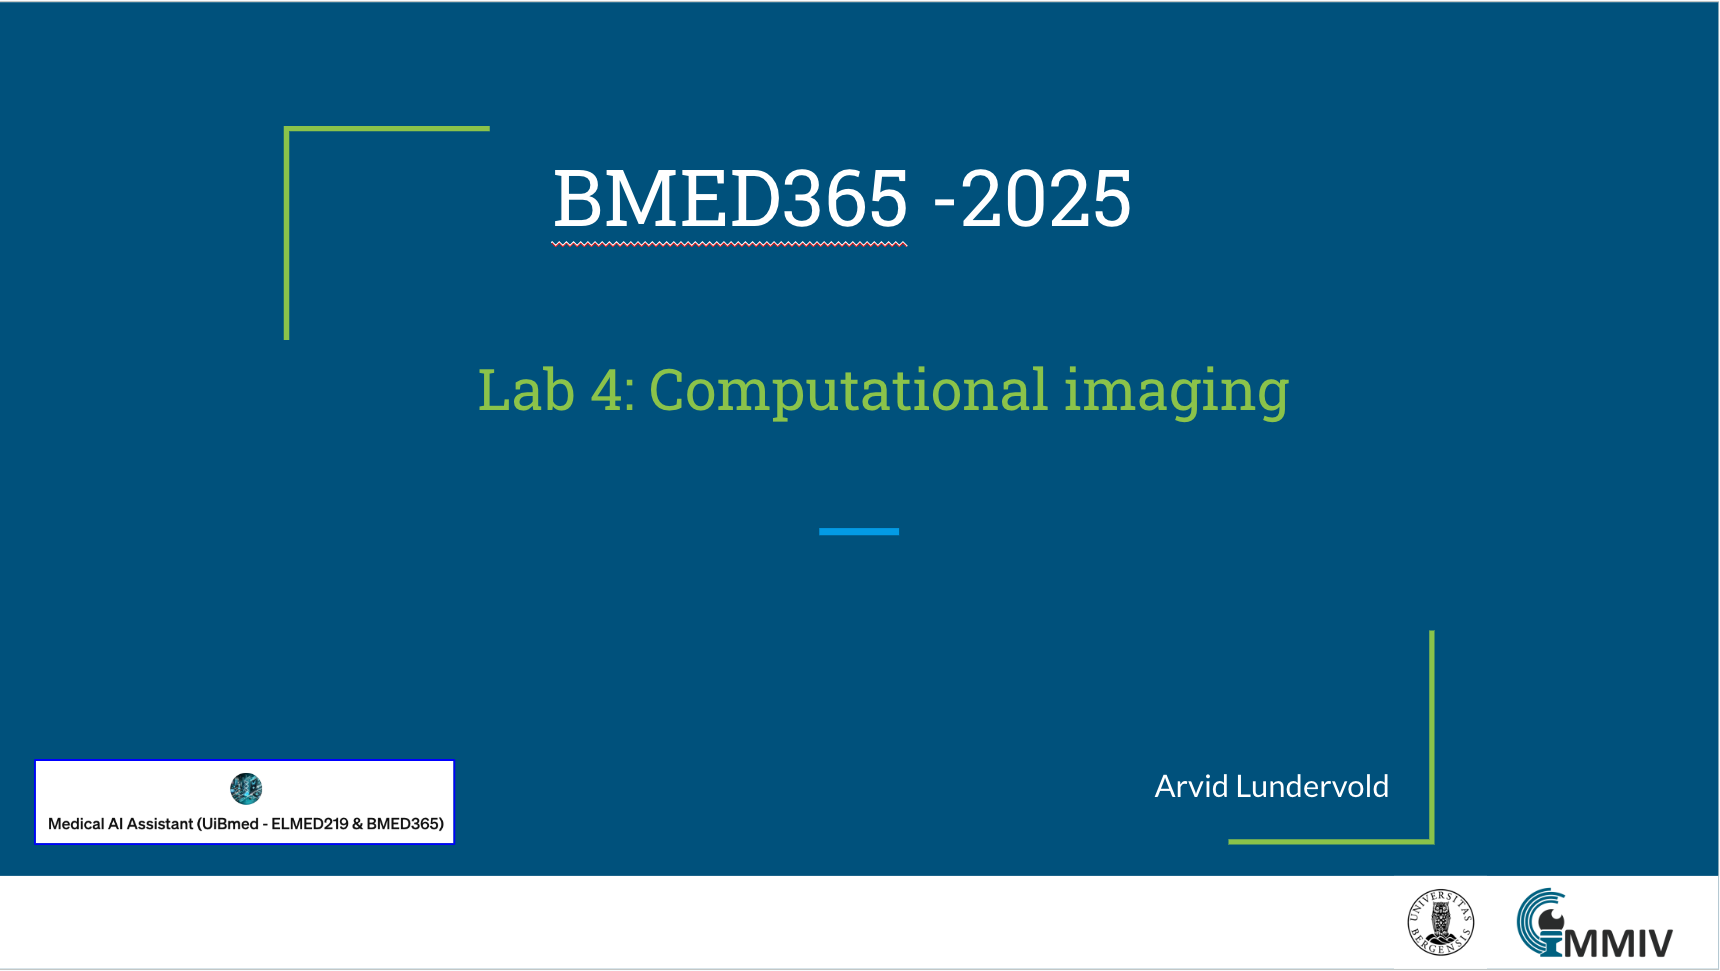 BMED365 -2025
Lab 4: Computational imaging
Arvid Lundervold
Medical AI Assistant (UiBmed - ELMED219 & BMED365)
UNIVERSITAS
BERGENSIS
MMIV